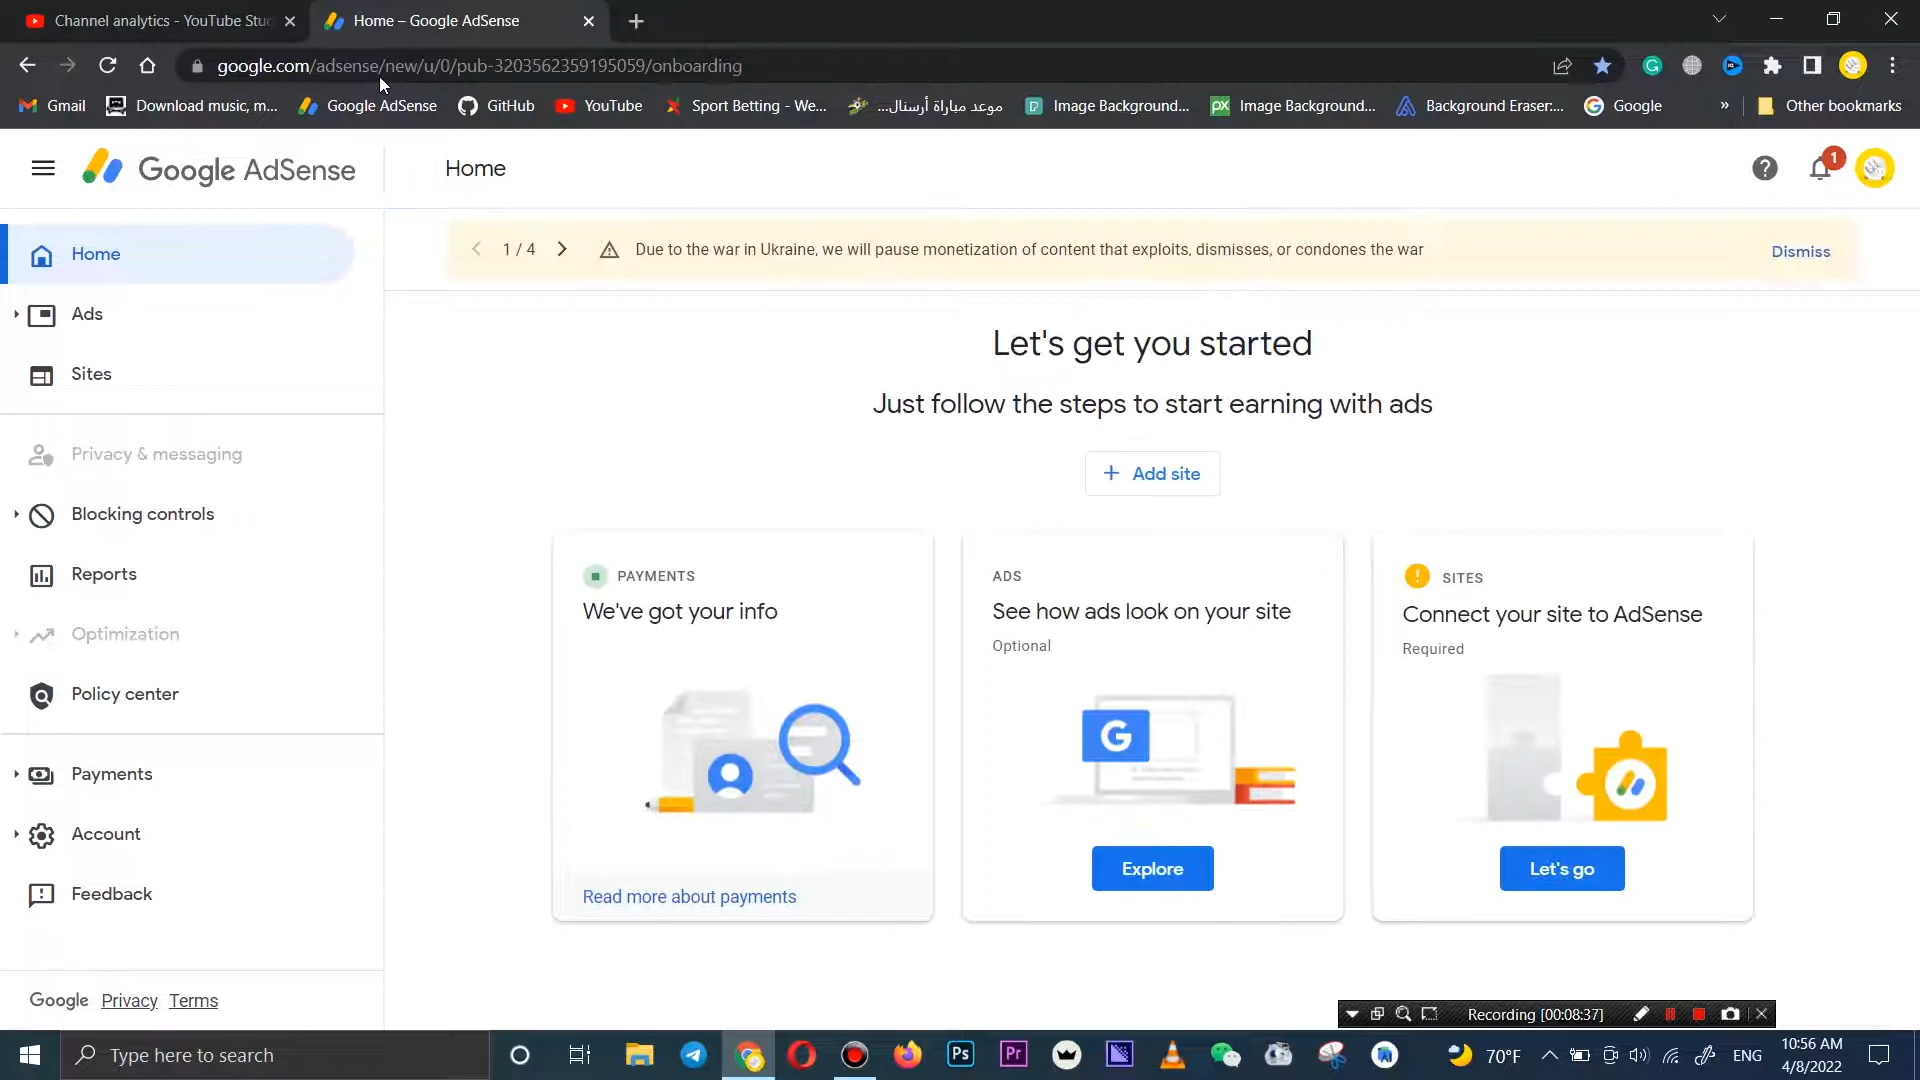 Channel analytics - YouTube Stu
Home – Google AdSense
google.com/adsense/new/u/0/pub-3203562359195059/onboarding
Gmail
Download music, m...
Google AdSense
GitHub
YouTube
Sport Betting - We...
موعد مباراة أرسنال...
Image Background...
Image Background...
Background Eraser:...
Google
»
Other bookmarks
Google AdSense
Home
1
Home
Ads
Sites
Privacy & messaging
Blocking controls
Reports
Optimization
Policy center
Payments
Account
Feedback
Google Privacy Terms
1 / 4
Due to the war in Ukraine, we will pause monetization of content that exploits, dismisses, or condones the war
Dismiss
Let's get you started
Just follow the steps to start earning with ads
+ Add site
PAYMENTS
We've got your info
Read more about payments
ADS
See how ads look on your site
Optional
G
Explore
SITES
Connect your site to AdSense
Required
Let's go
Recording [00:08:37]
Type here to search
Ps
Pr
70°F
ENG
10:56 AM
4/8/2022